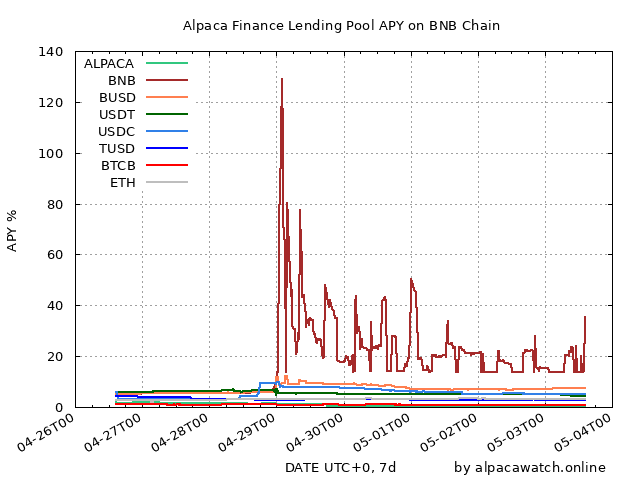 Alpaca Finance Lending Pool APY on BNB Chain
140
120
100
80
60
40
20
0
APY %
ALPACA
BNB
BUSD
USDT
USDC
TUSD
BTCB
ETH
04-26T00
04-27T00
04-28T00
04-29T00
04-30T00
05-01T00
05-02T00
05-03T00
05-04T00
DATE UTC+0, 7d
by alpacawatch.online